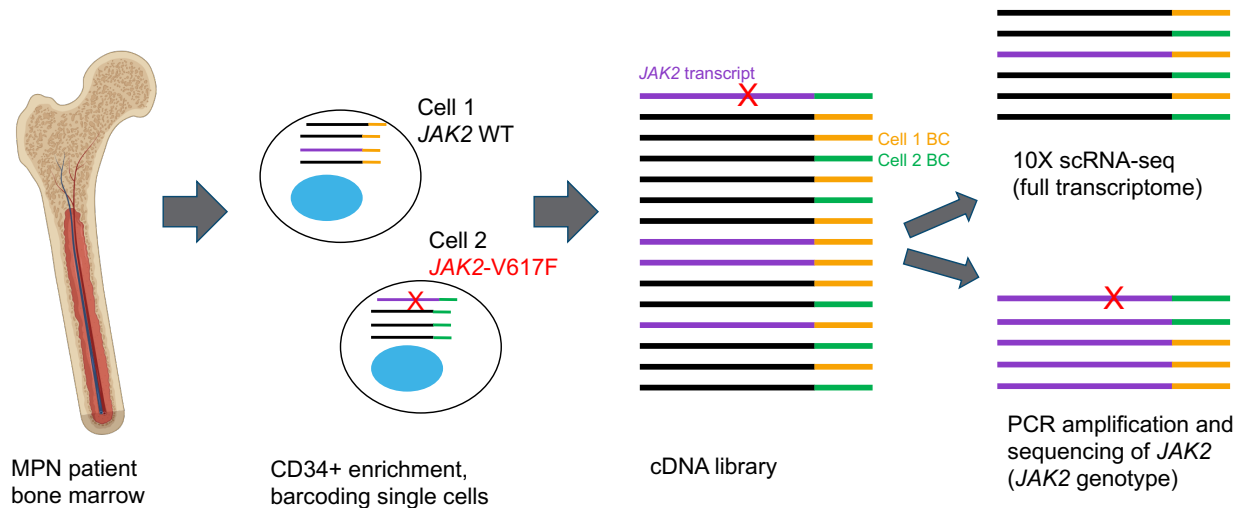 JAK2 transcript
Cell 1
JAK2 WT
Cell 1 BC
Cell 2 BC
10X scRNA-seq
(full transcriptome)
Cell 2
JAK2-V617F
X
X
X
MPN patient
bone marrow
CD34+ enrichment,
barcoding single cells
cDNA library
PCR amplification and
sequencing of JAK2
(JAK2 genotype)